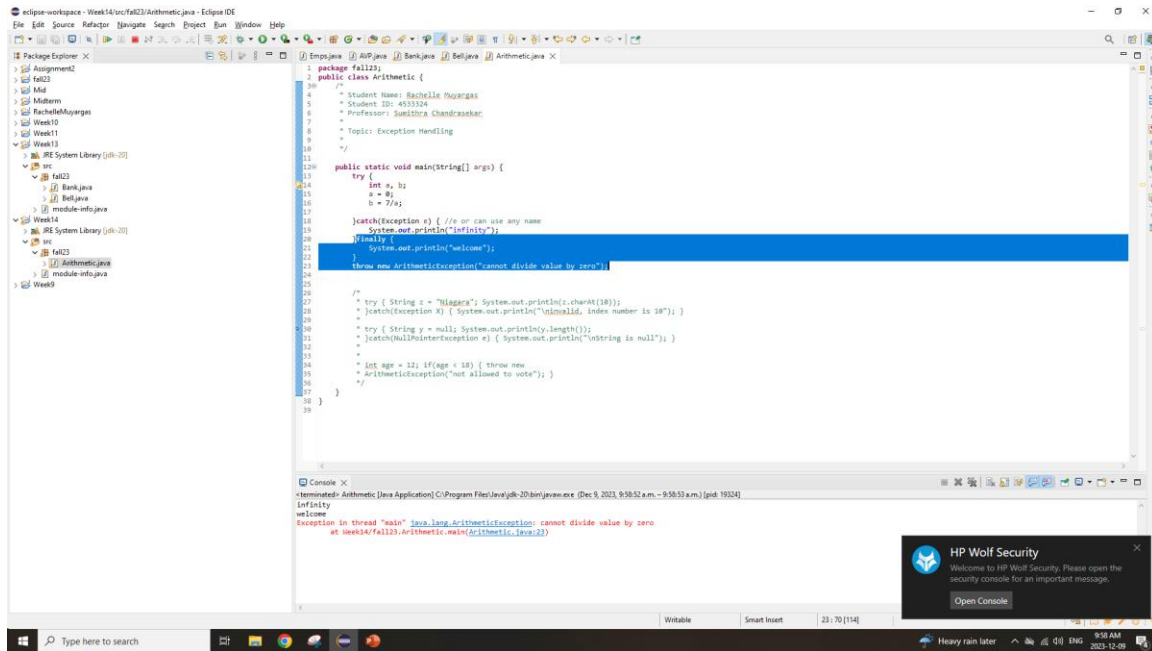 eclipse-workspace - Week14/src/fall23/Arithmetic.java - Eclipse IDE
File Edit Source Refactor Navigate Search Project Run Window Help
Package Explorer
Emps.java AVP.java Bank.java Bell.java Arithmetic.java
Assignment2
fall23
Mid
Midterm
RachelleMuyargas
Week10
Week11
Week13
JRE System Library [jdk-20]
src
fall23
Bank.java
Bell.java
module-info.java
Week14
JRE System Library [jdk-20]
src
fall23
Arithmetic.java
module-info.java
Week9
1 package fall23;
2 public class Arithmetic {
3 /*
4 * Student Name: Rachelle Muyargas
5 * Student ID: 4533324
6 * Professor: Sumithra Chandrasekar
7 *
8 * Topic: Exception Handling
9 *
10 */
11
12 public static void main(String[] args) {
13 try {
14 int a, b;
15 a = 0;
16 b = 7/a;
17
18 }catch(Exception e) { //e or can use any name
19 System.out.println("infinity");
20 }finally {
21 System.out.println("welcome");
22 }
23 throw new ArithmeticException("cannot divide value by zero");
24
25
26 /*
27 * try { String z = "Niagara"; System.out.println(z.charAt(10));
28 * }catch(Exception X) { System.out.println("\ninvalid, index number is 10"); }
29 *
30 * try { String y = null; System.out.println(y.length());
31 * }catch(NullPointerException e) { System.out.println("\nString is null"); }
32 *
33 *
34 * int age = 12; if(age < 18) { throw new
35 * ArithmeticException("not allowed to vote"); }
36 */
37 }
38 }
39
Console
<terminated> Arithmetic [Java Application] C:\Program Files\Java\jdk-20\bin\javaw.exe (Dec 9, 2023, 9:58:52 a.m. – 9:58:53 a.m.) [pid: 19324]
infinity
welcome
Exception in thread "main" java.lang.ArithmeticException: cannot divide value by zero
at Week14/fall23.Arithmetic.main(Arithmetic.java:23)
HP Wolf Security
Welcome to HP Wolf Security. Please open the
security console for an important message.
Open Console
Writable Smart Insert 23 : 70 [114]
Type here to search
Heavy rain later ENG 9:58 AM
2023-12-09